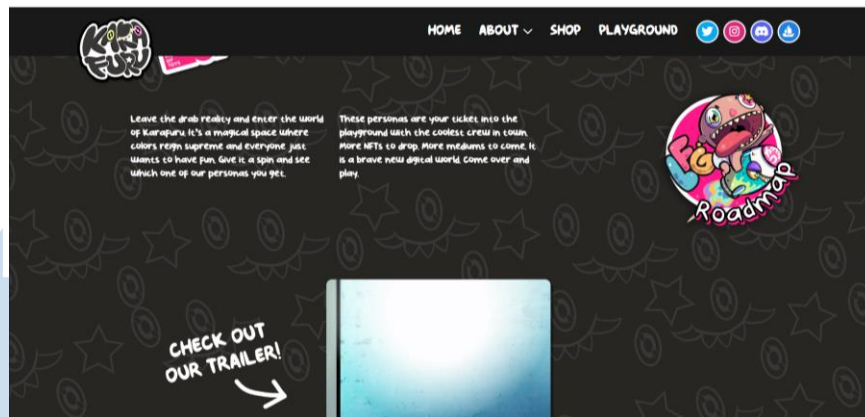 KARA
FURU
HOME ABOUT SHOP PLAYGROUND
Leave the drab reality and enter the world
of Karafuru. It's a magical space where
colors reign supreme and everyone just
wants to have fun. Give it a spin and see
which one of our personas you get.
These personas are your ticket into the
playground with the coolest crew in town.
More NFTs to drop. More mediums to come. It
is a brave new digital world. Come over and
play.
Roadmap
CHECK OUT
OUR TRAILER!